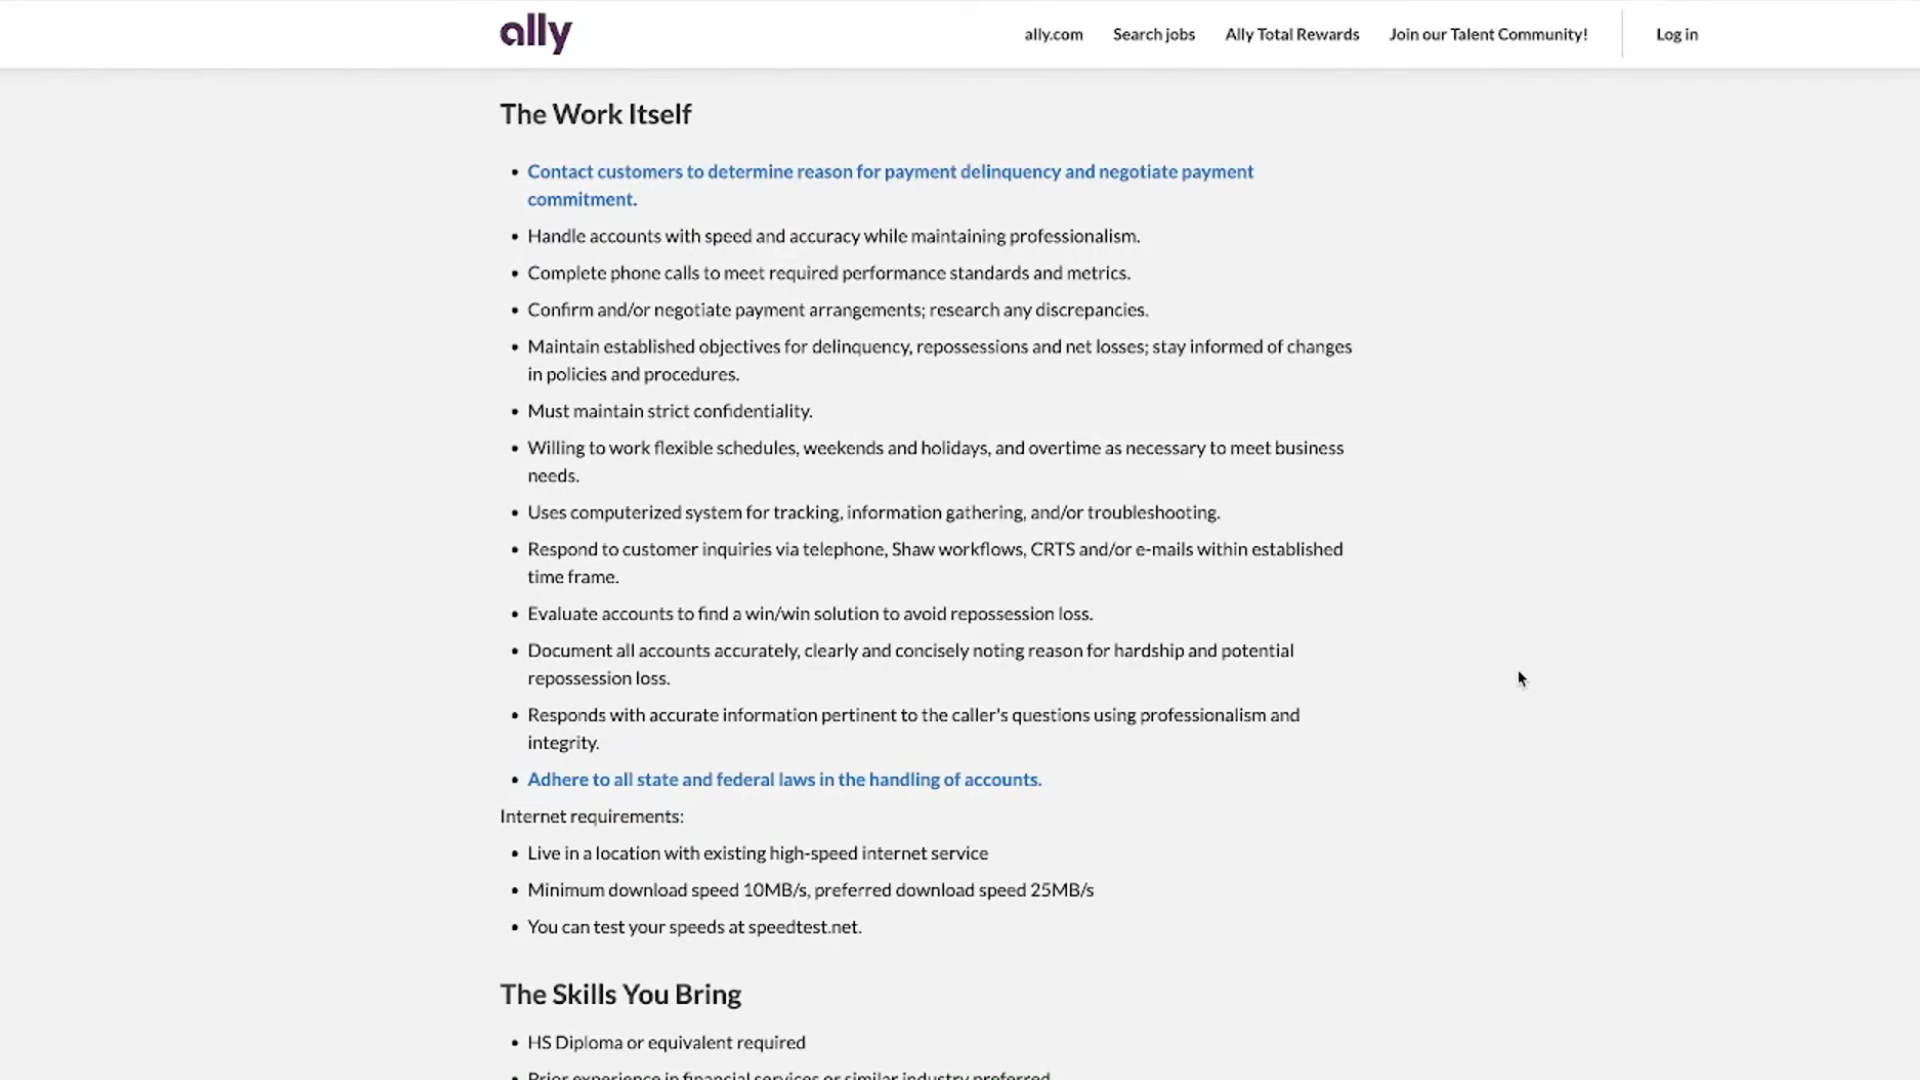 ally
ally.com Search jobs Ally Total Rewards Join our Talent Community! Log in
The Work Itself
• Contact customers to determine reason for payment delinquency and negotiate payment
commitment.
• Handle accounts with speed and accuracy while maintaining professionalism.
• Complete phone calls to meet required performance standards and metrics.
• Confirm and/or negotiate payment arrangements; research any discrepancies.
• Maintain established objectives for delinquency, repossessions and net losses; stay informed of changes
in policies and procedures.
• Must maintain strict confidentiality.
• Willing to work flexible schedules, weekends and holidays, and overtime as necessary to meet business
needs.
• Uses computerized system for tracking, information gathering, and/or troubleshooting.
• Respond to customer inquiries via telephone, Shaw workflows, CRTS and/or e-mails within established
time frame.
• Evaluate accounts to find a win/win solution to avoid repossession loss.
• Document all accounts accurately, clearly and concisely noting reason for hardship and potential
repossession loss.
• Responds with accurate information pertinent to the caller's questions using professionalism and
integrity.
• Adhere to all state and federal laws in the handling of accounts.
Internet requirements:
• Live in a location with existing high-speed internet service
• Minimum download speed 10MB/s, preferred download speed 25MB/s
• You can test your speeds at speedtest.net.
The Skills You Bring
• HS Diploma or equivalent required
• Prior experience in financial services or similar industry preferred